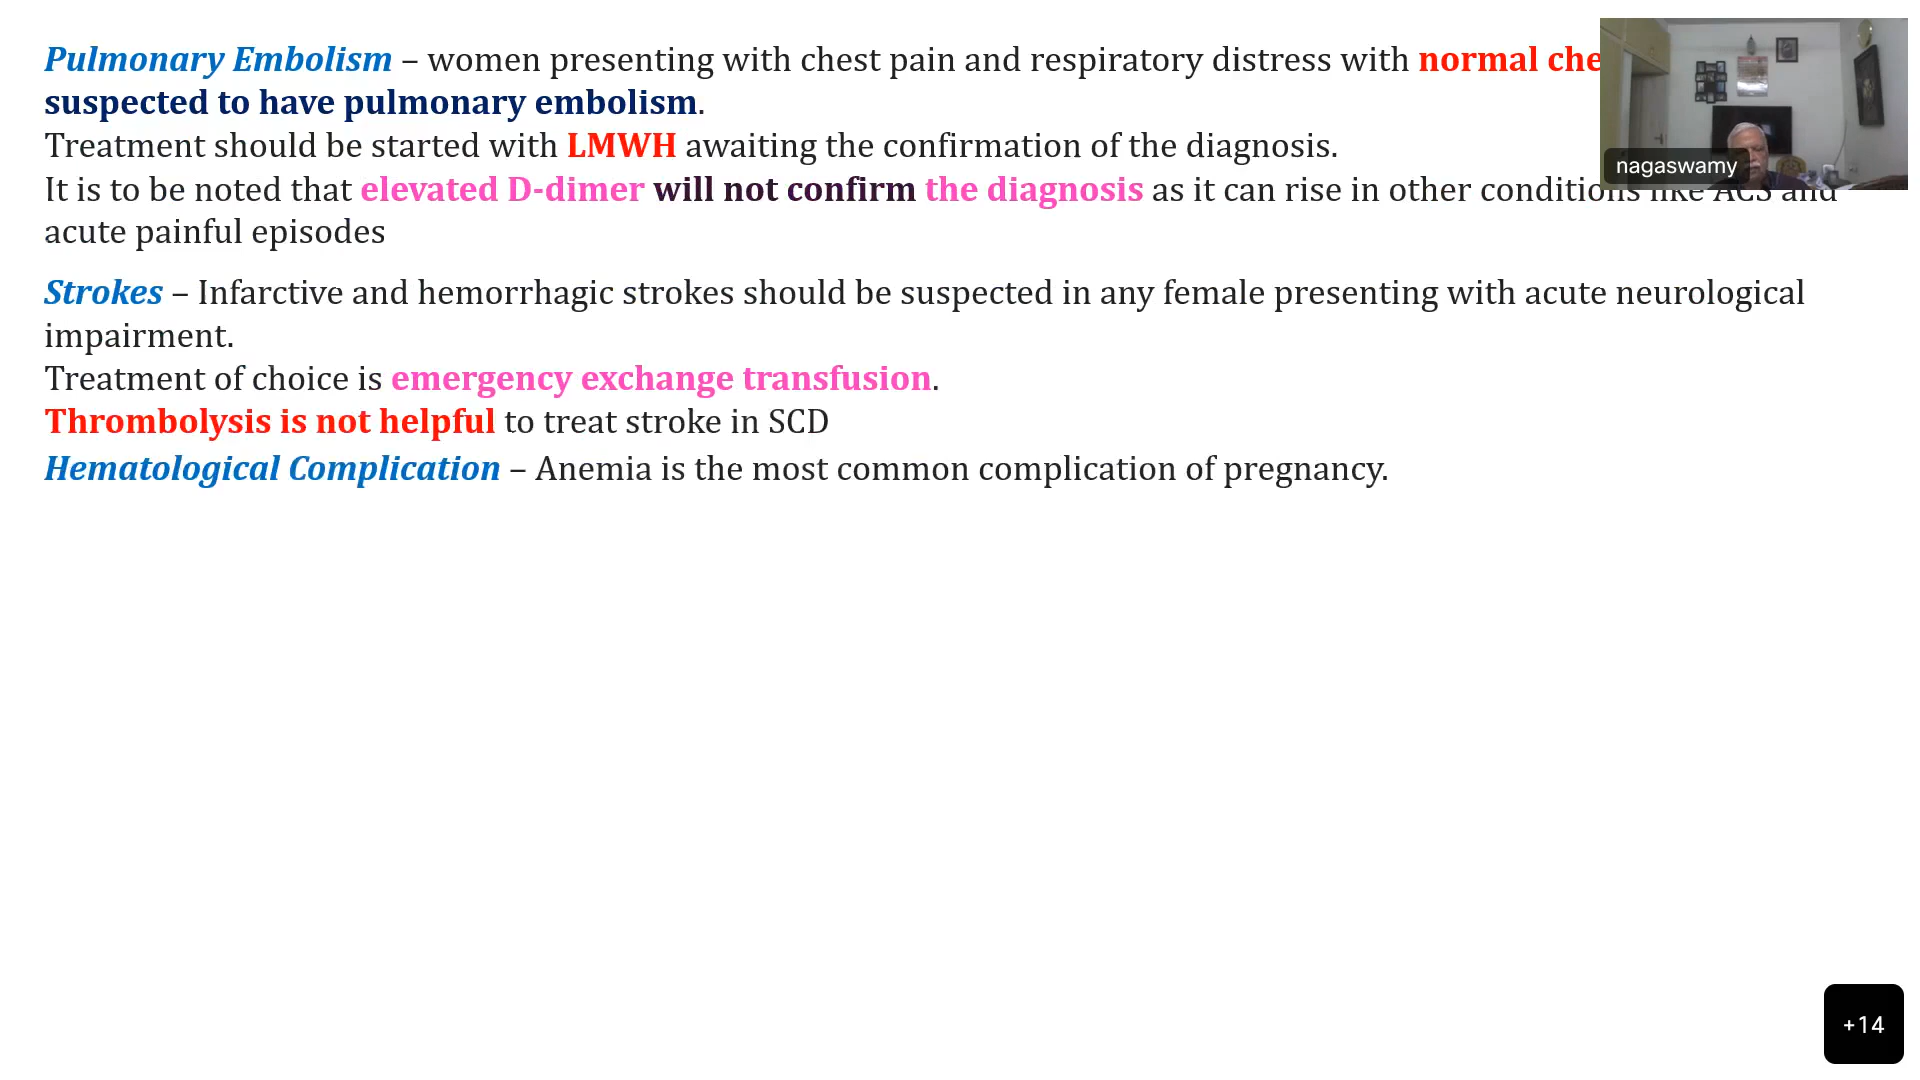 Pulmonary Embolism – women presenting with chest pain and respiratory distress with normal
suspected to have pulmonary embolism.
Treatment should be started with LMWH awaiting the confirmation of the diagnosis.
nagaswamy
It is to be noted that elevated D-dimer will not confirm the diagnosis as it can rise in other conditions like ACS and
acute painful episodes
Strokes – Infarctive and hemorrhagic strokes should be suspected in any female presenting with acute neurological
impairment.
Treatment of choice is emergency exchange transfusion.
Thrombolysis is not helpful to treat stroke in SCD
Hematological Complication – Anemia is the most common complication of pregnancy.
+14